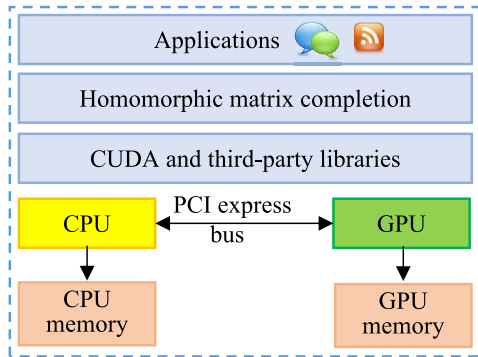 Applications
Homomorphic matrix completion
CUDA and third-party libraries
CPU
PCI express
bus
GPU
CPU
memory
GPU
memory